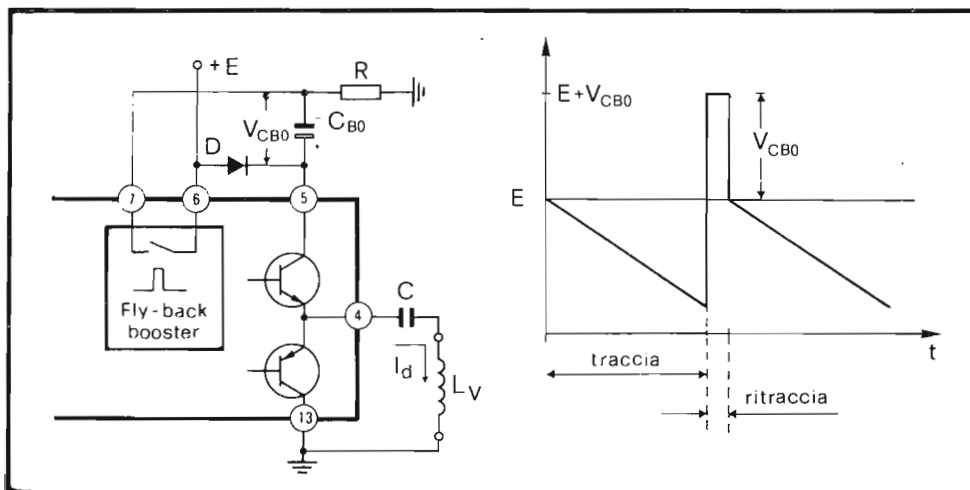 + E
R
V_CB0
C_B0
D
7
6
5
Fly-back
booster
4
C
I_d
L_V
13
E+V_CB0
V_CB0
E
t
traccia
ritraccia